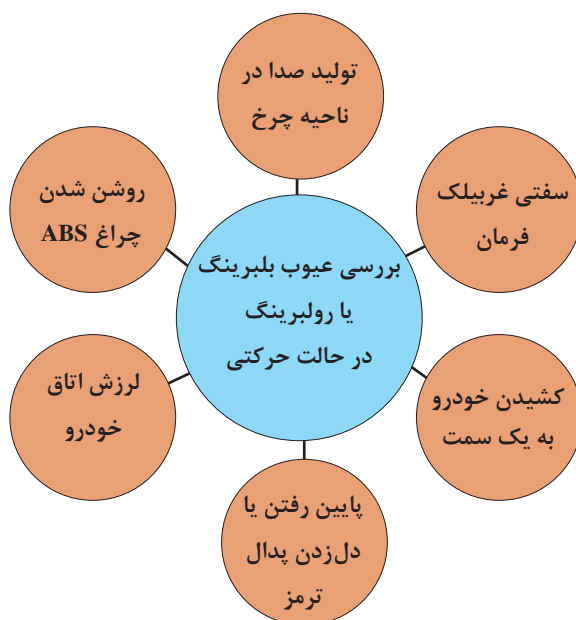 تولید صدا در
ناحیه چرخ
سفتی غربیلک
فرمان
کشیدن خودرو
به یک سمت
پایین رفتن یا
دل‌زدن پدال
ترمز
لرزش اتاق
خودرو
روشن شدن
چراغ ABS
بررسی عیوب بلبرینگ
یا رولبرینگ
در حالت حرکتی